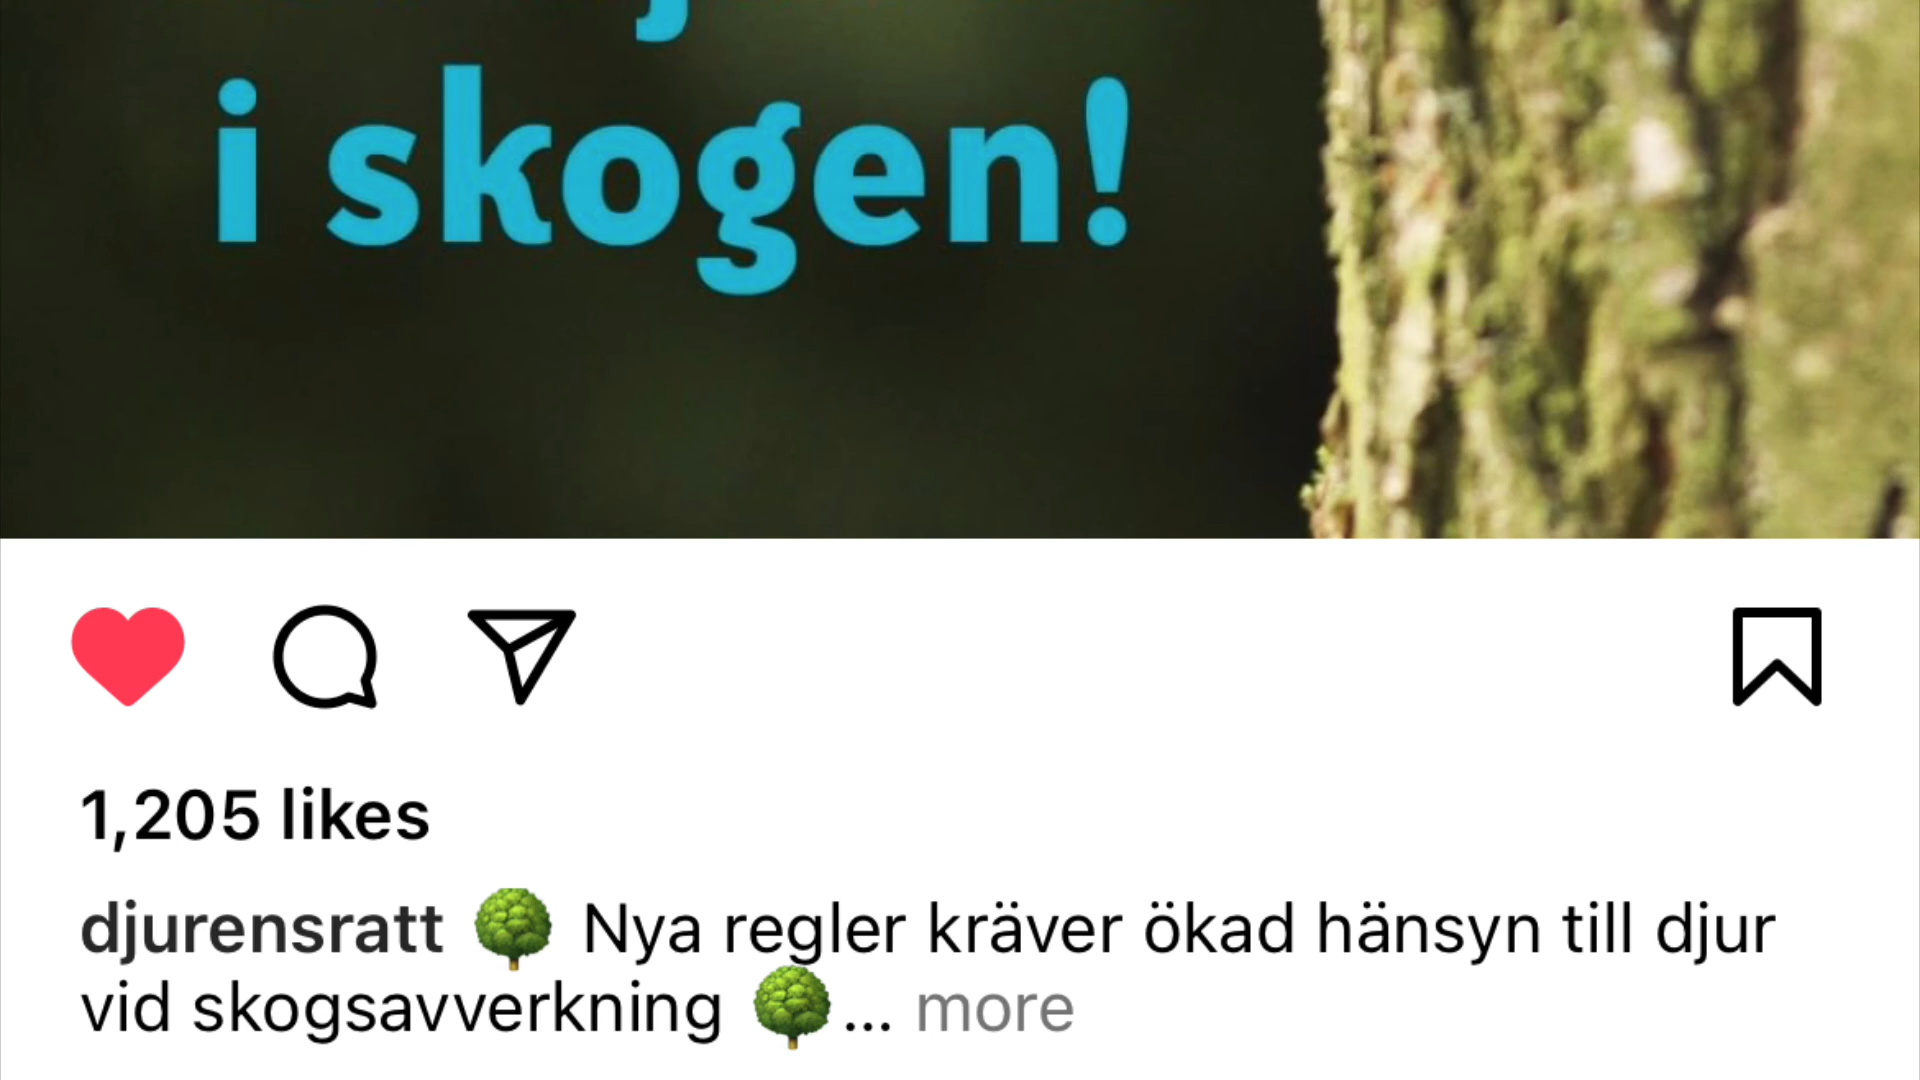 i skogen!
1,205 likes
djurensratt 🌳 Nya regler kräver ökad hänsyn till djur
vid skogsavverkning 🌳... more